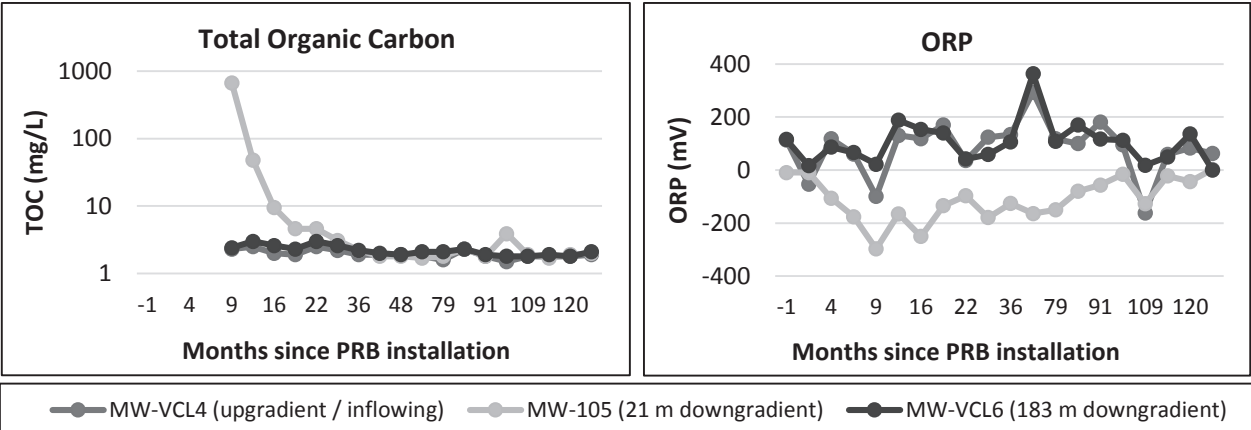 Total Organic Carbon
1000
100
10
1
TOC (mg/L)
-1 4 9 16 22 36 48 79 91 109 120
Months since PRB installation
ORP
400
200
0
-200
-400
ORP (mV)
-1 4 9 16 22 36 79 91 109 120
Months since PRB installation
MW-VCL4 (upgradient / inflowing) MW-105 (21 m downgradient) MW-VCL6 (183 m downgradient)